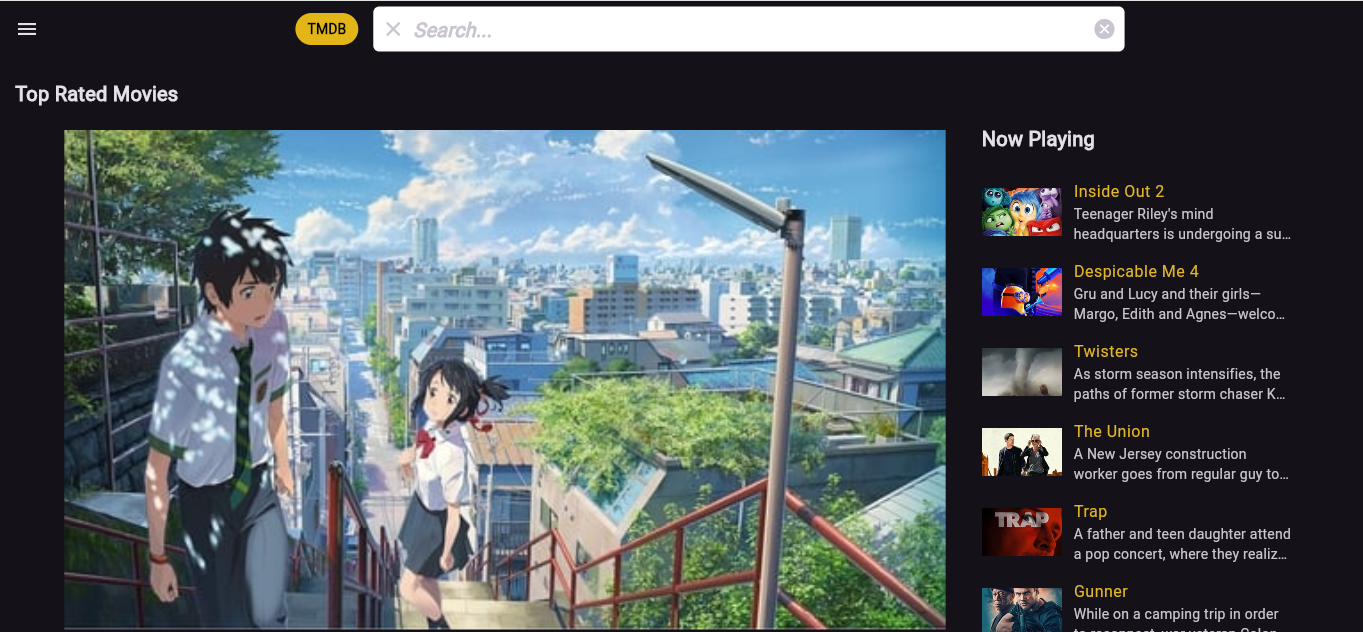 TMDB
Search...
Top Rated Movies
Now Playing
Inside Out 2
Teenager Riley's mind
headquarters is undergoing a su...
Despicable Me 4
Gru and Lucy and their girls—
Margo, Edith and Agnes—welco...
Twisters
As storm season intensifies, the
paths of former storm chaser K...
The Union
A New Jersey construction
worker goes from regular guy to...
Trap
TRAP
A father and teen daughter attend
a pop concert, where they realiz...
Gunner
While on a camping trip in order